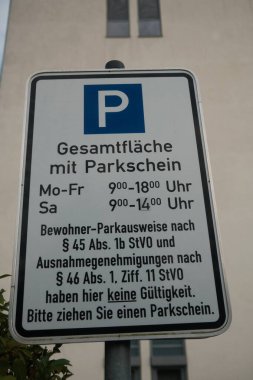 P
Gesamtfläche
mit Parkschein
Mo-Fr 9⁰⁰-18⁰⁰ Uhr
Sa 9⁰⁰-14⁰⁰ Uhr
Bewohner-Parkausweise nach
§ 45 Abs. 1b StVO und
Ausnahmegenehmigungen nach
§ 46 Abs. 1, Ziff. 11 StVO
haben hier keine Gültigkeit.
Bitte ziehen Sie einen Parkschein.